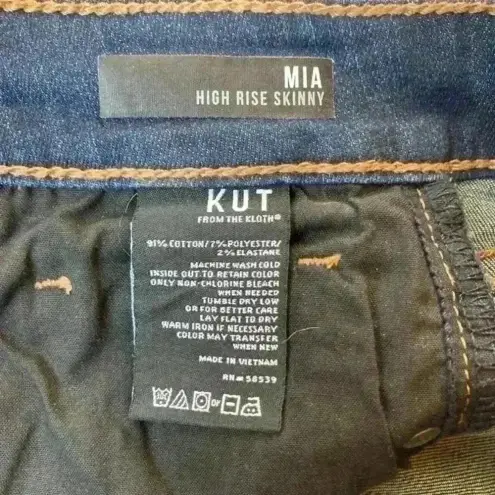 MIA
HIGH RISE SKINNY
KUT
FROM THE KLOTH®
91% COTTON/7% POLYESTER/
2% ELASTANE
MACHINE WASH COLD
INSIDE OUT TO RETAIN COLOR
ONLY NON-CHLORINE BLEACH
WHEN NEEDED
TUMBLE DRY LOW
OR FOR BETTER CARE
LAY FLAT TO DRY
WARM IRON IF NECESSARY
COLOR MAY TRANSFER
WHEN NEW
MADE IN VIETNAM
RN# 58539
or